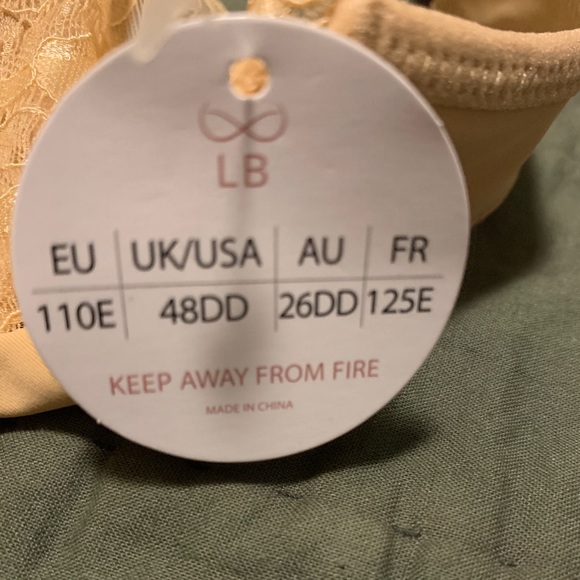 LB
EU UK/USA AU FR
110E 48DD 26DD 125E
KEEP AWAY FROM FIRE
MADE IN CHINA